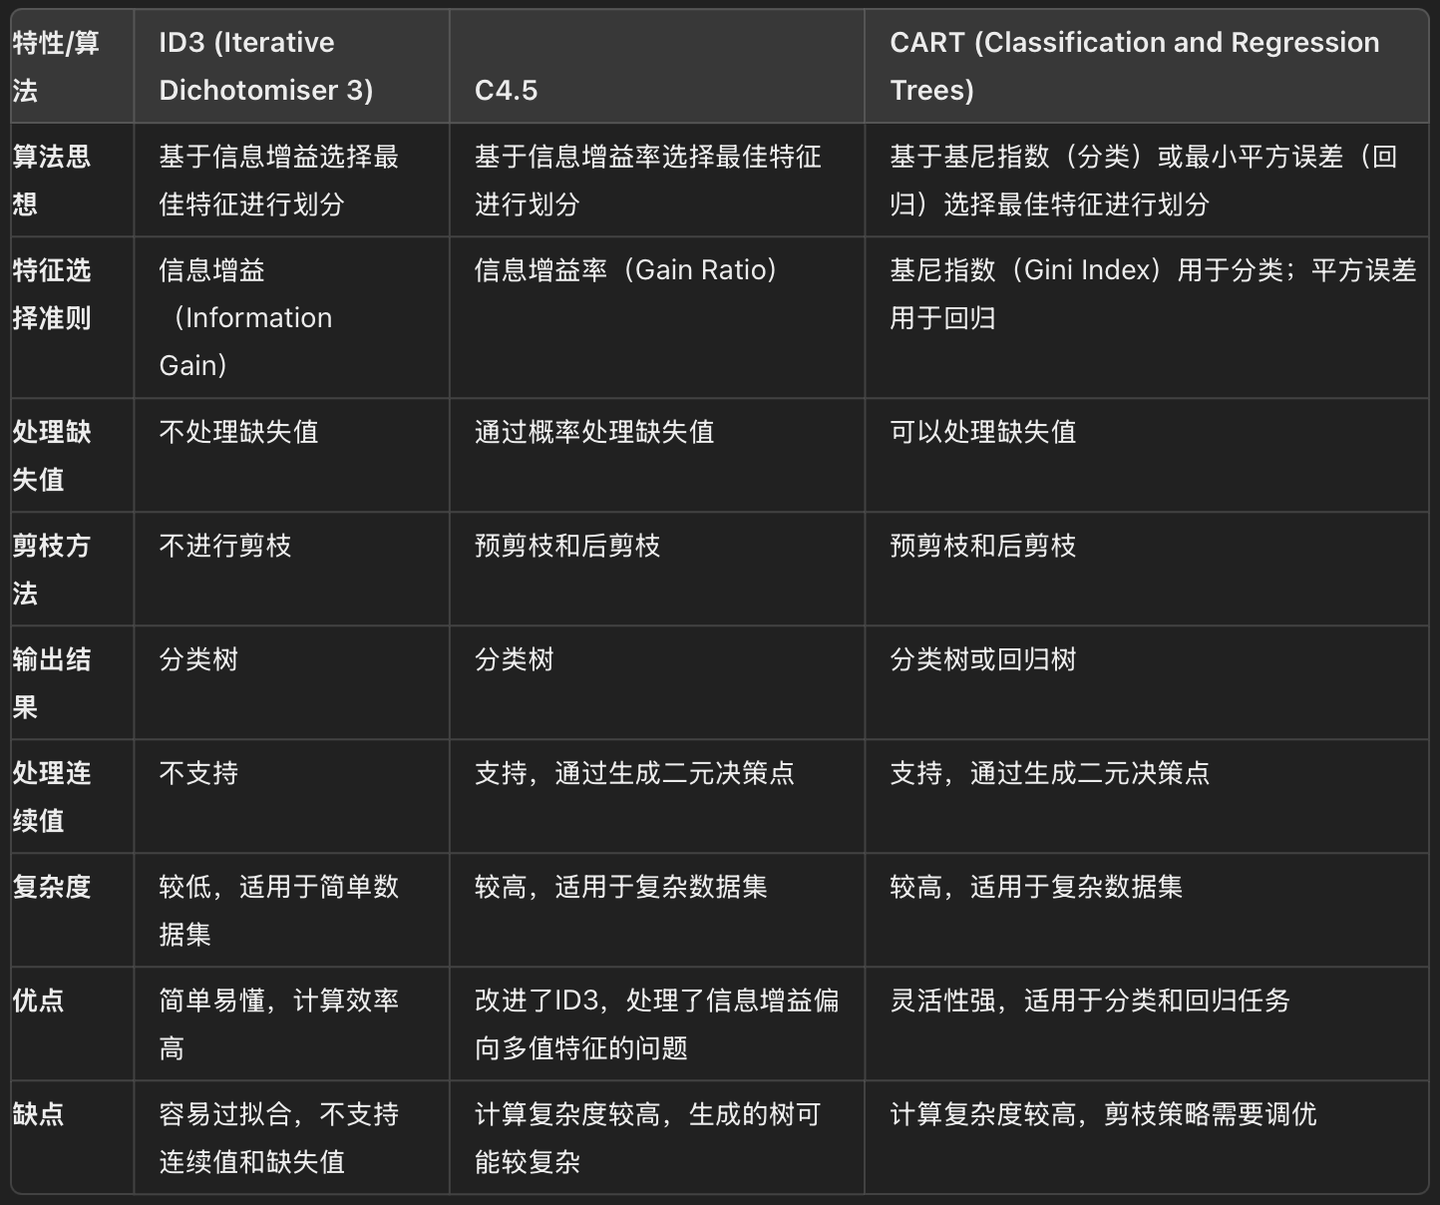 特性/算
法
ID3 (Iterative
Dichotomiser 3)
C4.5
CART (Classification and Regression
Trees)
算法思
想
基于信息增益选择最
佳特征进行划分
基于信息增益率选择最佳特征
进行划分
基于基尼指数（分类）或最小平方误差（回
归）选择最佳特征进行划分
特征选
择准则
信息增益
（Information
Gain)
信息增益率（Gain Ratio）
基尼指数（Gini Index）用于分类；平方误差
用于回归
处理缺
失值
不处理缺失值
通过概率处理缺失值
可以处理缺失值
剪枝方
法
不进行剪枝
预剪枝和后剪枝
预剪枝和后剪枝
输出结
果
分类树
分类树
分类树或回归树
处理连
续值
不支持
支持，通过生成二元决策点
支持，通过生成二元决策点
复杂度
较低，适用于简单数
据集
较高，适用于复杂数据集
较高，适用于复杂数据集
优点
简单易懂，计算效率
高
改进了ID3，处理了信息增益偏
向多值特征的问题
灵活性强，适用于分类和回归任务
缺点
容易过拟合，不支持
连续值和缺失值
计算复杂度较高，生成的树可
能较复杂
计算复杂度较高，剪枝策略需要调优